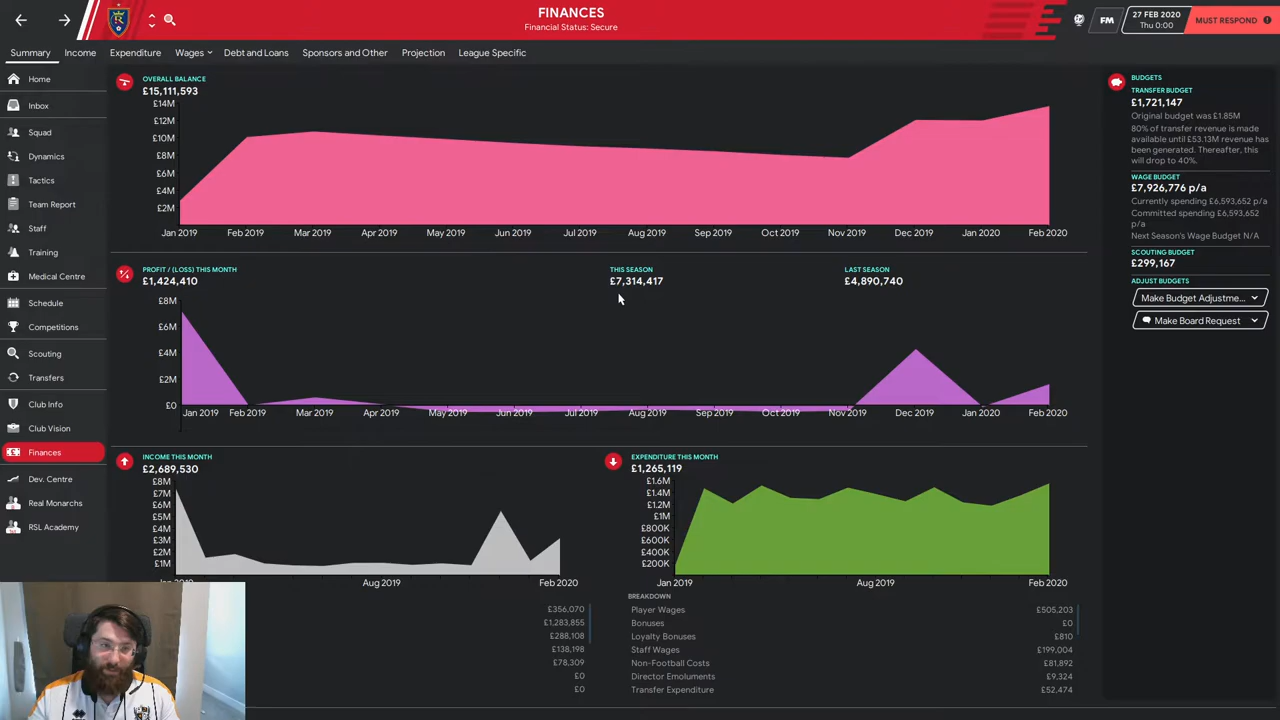 FINANCES
Financial Status: Secure
FM
27 FEB 2020
Thu 0:00
MUST RESPOND
Summary
Income
Expenditure
Wages
Debt and Loans
Sponsors and Other
Projection
League Specific
Home
Inbox
Squad
Dynamics
Tactics
Team Report
Staff
Training
Medical Centre
Schedule
Competitions
Scouting
Transfers
Club Info
Club Vision
Finances
Dev. Centre
Real Monarchs
RSL Academy
OVERALL BALANCE
£15,111,593
£14M
£12M
£10M
£8M
£6M
£4M
£2M
Jan 2019 Feb 2019 Mar 2019 Apr 2019 May 2019 Jun 2019 Jul 2019 Aug 2019 Sep 2019 Oct 2019 Nov 2019 Dec 2019 Jan 2020 Feb 2020
PROFIT / (LOSS) THIS MONTH
£1,424,410
THIS SEASON
£7,314,417
LAST SEASON
£4,890,740
£8M
£6M
£4M
£2M
£0
Jan 2019 Feb 2019 Mar 2019 Apr 2019 May 2019 Jun 2019 Jul 2019 Aug 2019 Sep 2019 Oct 2019 Nov 2019 Dec 2019 Jan 2020 Feb 2020
INCOME THIS MONTH
£2,689,530
£8M
£7M
£6M
£5M
£4M
£3M
£2M
£1M
Aug 2019 Feb 2020
£356,070
£1,283,855
£288,108
£138,198
£78,309
£0
£0
EXPENDITURE THIS MONTH
£1,265,119
£1.6M
£1.4M
£1.2M
£1M
£800K
£600K
£400K
£200K
Jan 2019 Aug 2019 Feb 2020
BREAKDOWN
Player Wages £505,203
Bonuses £0
Loyalty Bonuses £810
Staff Wages £199,004
Non-Football Costs £81,892
Director Emoluments £9,324
Transfer Expenditure £52,474
BUDGETS
TRANSFER BUDGET
£1,721,147
Original budget was £1.85M
80% of transfer revenue is made
available until £53.13M revenue has
been generated. Thereafter, this
will drop to 40%.
WAGE BUDGET
£7,926,776 p/a
Currently spending £6,593,652 p/a
Committed spending £6,593,652
p/a
Next Season's Wage Budget N/A
SCOUTING BUDGET
£299,167
ADJUST BUDGETS
Make Budget Adjustme...
Make Board Request